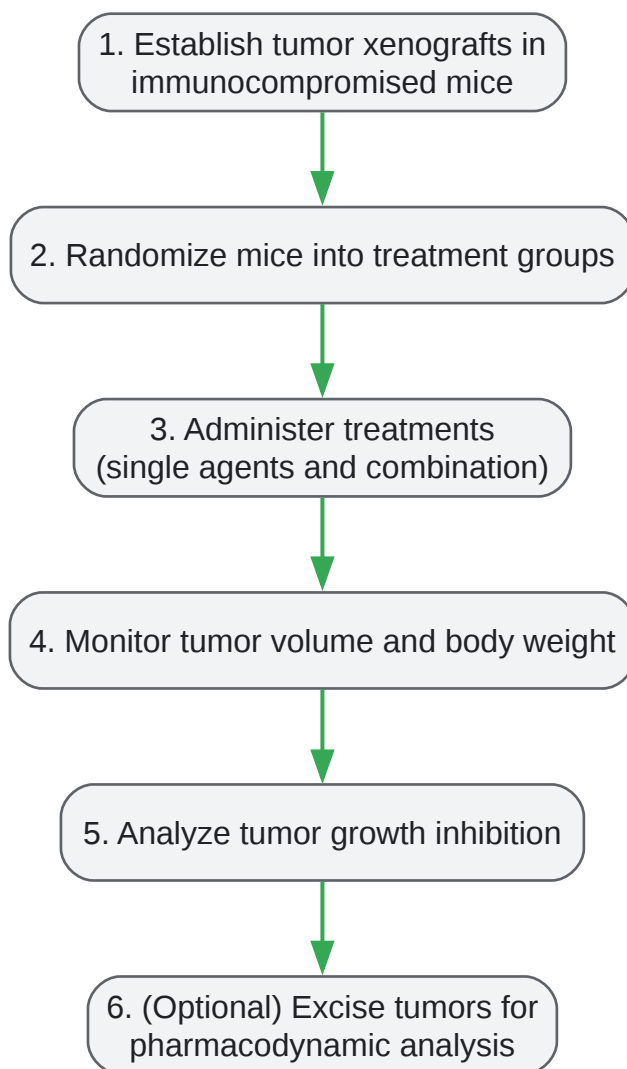 1. Establish tumor xenografts in
immunocompromised mice
2. Randomize mice into treatment groups
3. Administer treatments
(single agents and combination)
4. Monitor tumor volume and body weight
5. Analyze tumor growth inhibition
6. (Optional) Excise tumors for
pharmacodynamic analysis